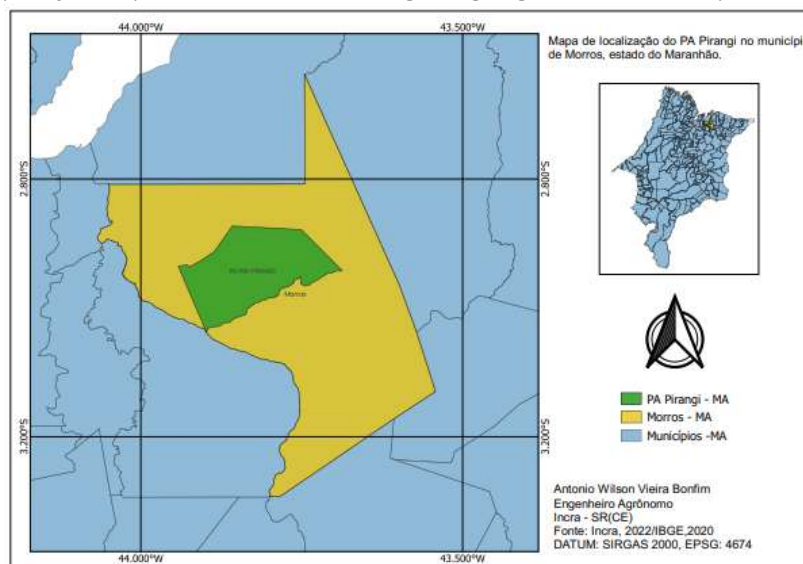 44.000°W
43.500°W
2.800°S
2.800°S
3.200°S
3.200°S
Morros
44.000°W
43.500°W
Mapa de localização do PA Pirangi no municípi
de Morros, estado do Maranhão.
PA Pirangi - MA
Morros - MA
Municípios -MA
Antonio Wilson Vieira Bonfim
Engenheiro Agrônomo
Incra - SR(CE)
Fonte: Incra, 2022/IBGE,2020
DATUM: SIRGAS 2000, EPSG: 4674